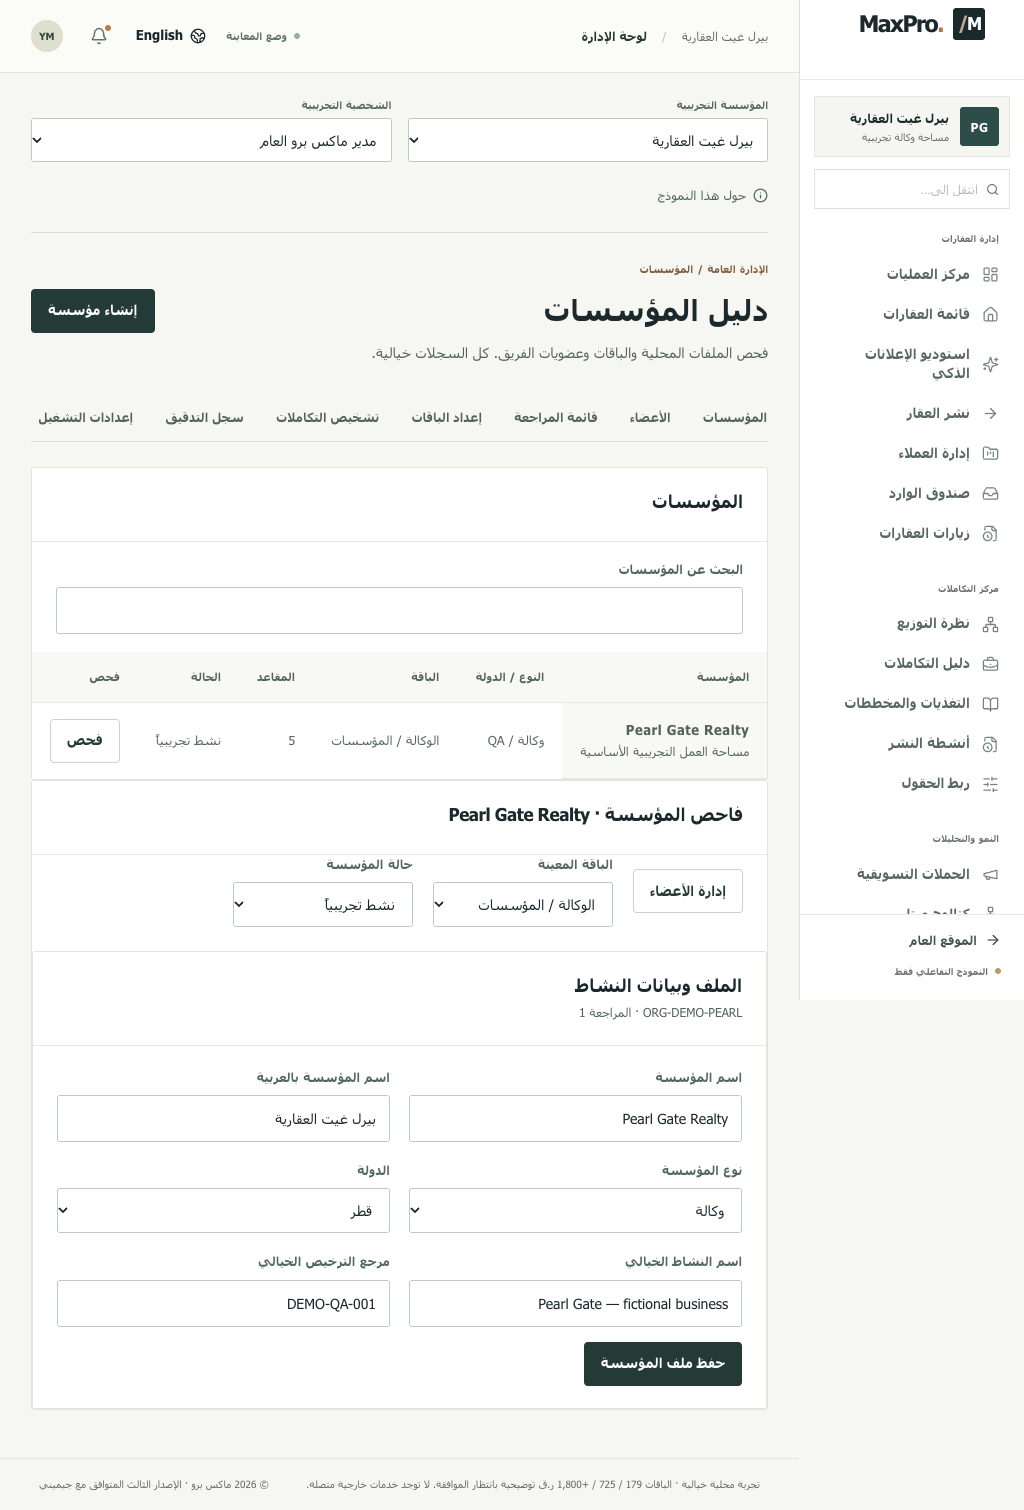 MaxPro. /M
PG
بيرل غيت العقارية
مساحة وكالة تجريبية
انتقل إلى...
إدارة العقارات
مركز العمليات
قائمة العقارات
استوديو الإعلانات
الذكي
نشر العقار
إدارة العملاء
صندوق الوارد
زيارات العقارات
مركز التكاملات
نظرة التوزيع
دليل التكاملات
التغذيات والمخططات
أنشطة النشر
ربط الحقول
النمو والتحليلات
الحملات التسويقية
الموقع العام
النموذج التفاعلي فقط
بيرل غيت العقارية / لوحة الإدارة
وضع المعاينة
English
YM
المؤسسة التجريبية
بيرل غيت العقارية
الشخصية التجريبية
مدير ماكس برو العام
حول هذا النموذج
الإدارة العامة / المؤسسات
دليل المؤسسات
إنشاء مؤسسة
فحص الملفات المحلية والباقات وعضويات الفريق. كل السجلات خيالية.
المؤسسات الأعضاء قائمة المراجعة إعداد الباقات تشخيص التكاملات سجل التدقيق إعدادات التشغيل
المؤسسات
البحث عن المؤسسات
المؤسسة النوع / الدولة الباقة المقاعد الحالة فحص
Pearl Gate Realty
مساحة العمل التجريبية الأساسية
وكالة / QA الوكالة / المؤسسات 5 نشط تجريبياً فحص
فاحص المؤسسة · Pearl Gate Realty
إدارة الأعضاء
الباقة المعينة
الوكالة / المؤسسات
حالة المؤسسة
نشط تجريبياً
الملف وبيانات النشاط
ORG-DEMO-PEARL · المراجعة 1
اسم المؤسسة
Pearl Gate Realty
اسم المؤسسة بالعربية
بيرل غيت العقارية
نوع المؤسسة
وكالة
الدولة
قطر
اسم النشاط الخيالي
Pearl Gate — fictional business
مرجع الترخيص الخيالي
DEMO-QA-001
حفظ ملف المؤسسة
تجربة محلية خيالية · الباقات 179 / 725 / +1,800 ر.ق توضيحية بانتظار الموافقة. لا توجد خدمات خارجية متصلة.
© 2026 ماكس برو · الإصدار الثالث المتوافق مع جيميني